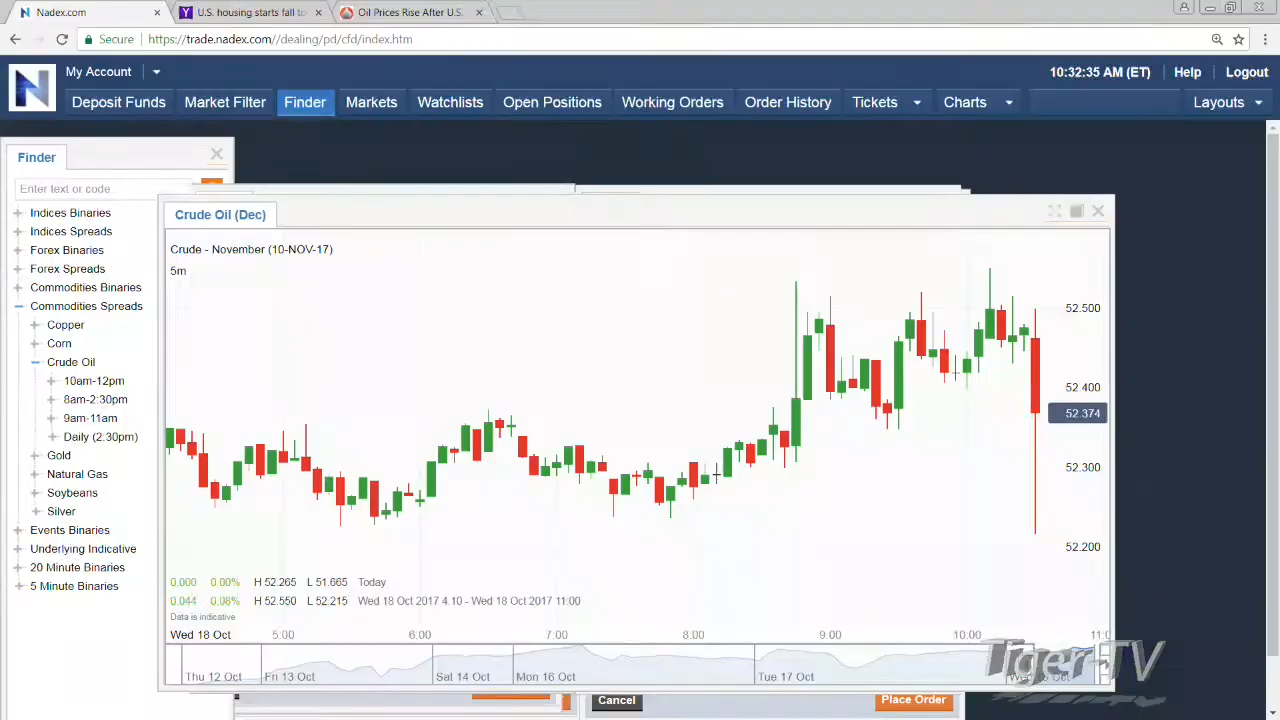 Nadex.com
U.S. housing starts fall to
Oil Prices Rise After U.S.
Secure
https://trade.nadex.com//dealing/pd/cfd/index.htm
N
My Account
10:32:35 AM (ET)
Help
Logout
Deposit Funds
Market Filter
Finder
Markets
Watchlists
Open Positions
Working Orders
Order History
Tickets
Charts
Layouts
Finder
Enter text or code
Indices Binaries
Indices Spreads
Forex Binaries
Forex Spreads
Commodities Binaries
Commodities Spreads
Copper
Corn
Crude Oil
10am-12pm
8am-2:30pm
9am-11am
Daily (2:30pm)
Gold
Natural Gas
Soybeans
Silver
Events Binaries
Underlying Indicative
20 Minute Binaries
5 Minute Binaries
Crude Oil (Dec)
Crude - November (10-NOV-17)
5m
52.500
52.400
52.374
52.300
52.200
0.000 0.00% H 52.265 L 51.665 Today
0.044 0.08% H 52.550 L 52.215 Wed 18 Oct 2017 4.10 - Wed 18 Oct 2017 11:00
Data is indicative
Wed 18 Oct 5:00 6:00 7:00 8:00 9:00 10:00 11:0
Thu 12 Oct Fri 13 Oct Sat 14 Oct Mon 16 Oct Tue 17 Oct
Tiger-TV
Cancel
Place Order